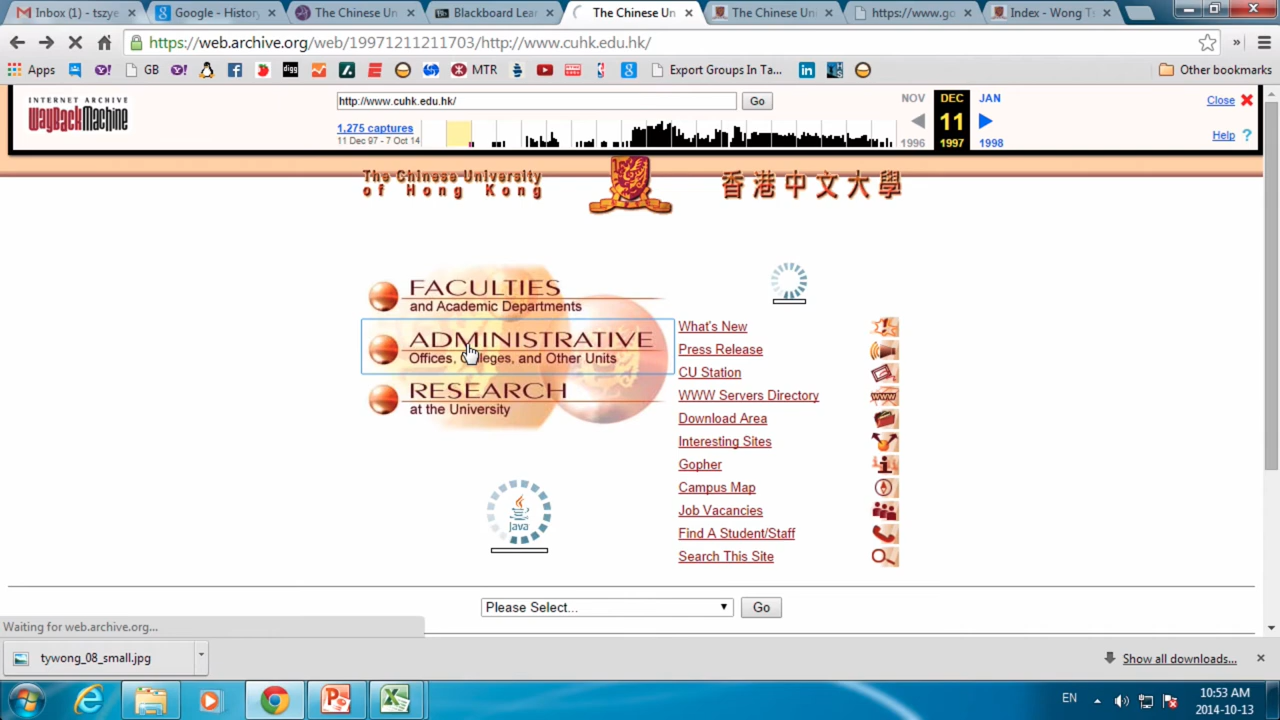 Inbox (1) - tszye
Google - History
The Chinese Un
Blackboard Lea
The Chinese Un
The Chinese Uni
https://www.go
Index - Wong Ts
https://web.archive.org/web/19971211211703/http://www.cuhk.edu.hk/
Apps
GB
digg
MTR
Export Groups In Ta...
Other bookmarks
INTERNET ARCHIVE
WayBackMachine
http://www.cuhk.edu.hk/
Go
1,275 captures
11 Dec 97 - 7 Oct 14
NOV DEC JAN
11
1996 1997 1998
Close
Help ?
The Chinese University
of Hong Kong
香港中文大學
FACULTIES
and Academic Departments
ADMINISTRATIVE
Offices, Colleges, and Other Units
RESEARCH
at the University
Java
What's New
Press Release
CU Station
WWW Servers Directory
WWW
Download Area
Interesting Sites
Gopher
Campus Map
Job Vacancies
Find A Student/Staff
Search This Site
Please Select...
Go
Waiting for web.archive.org...
tywong_08_small.jpg
Show all downloads...
EN
10:53 AM
2014-10-13